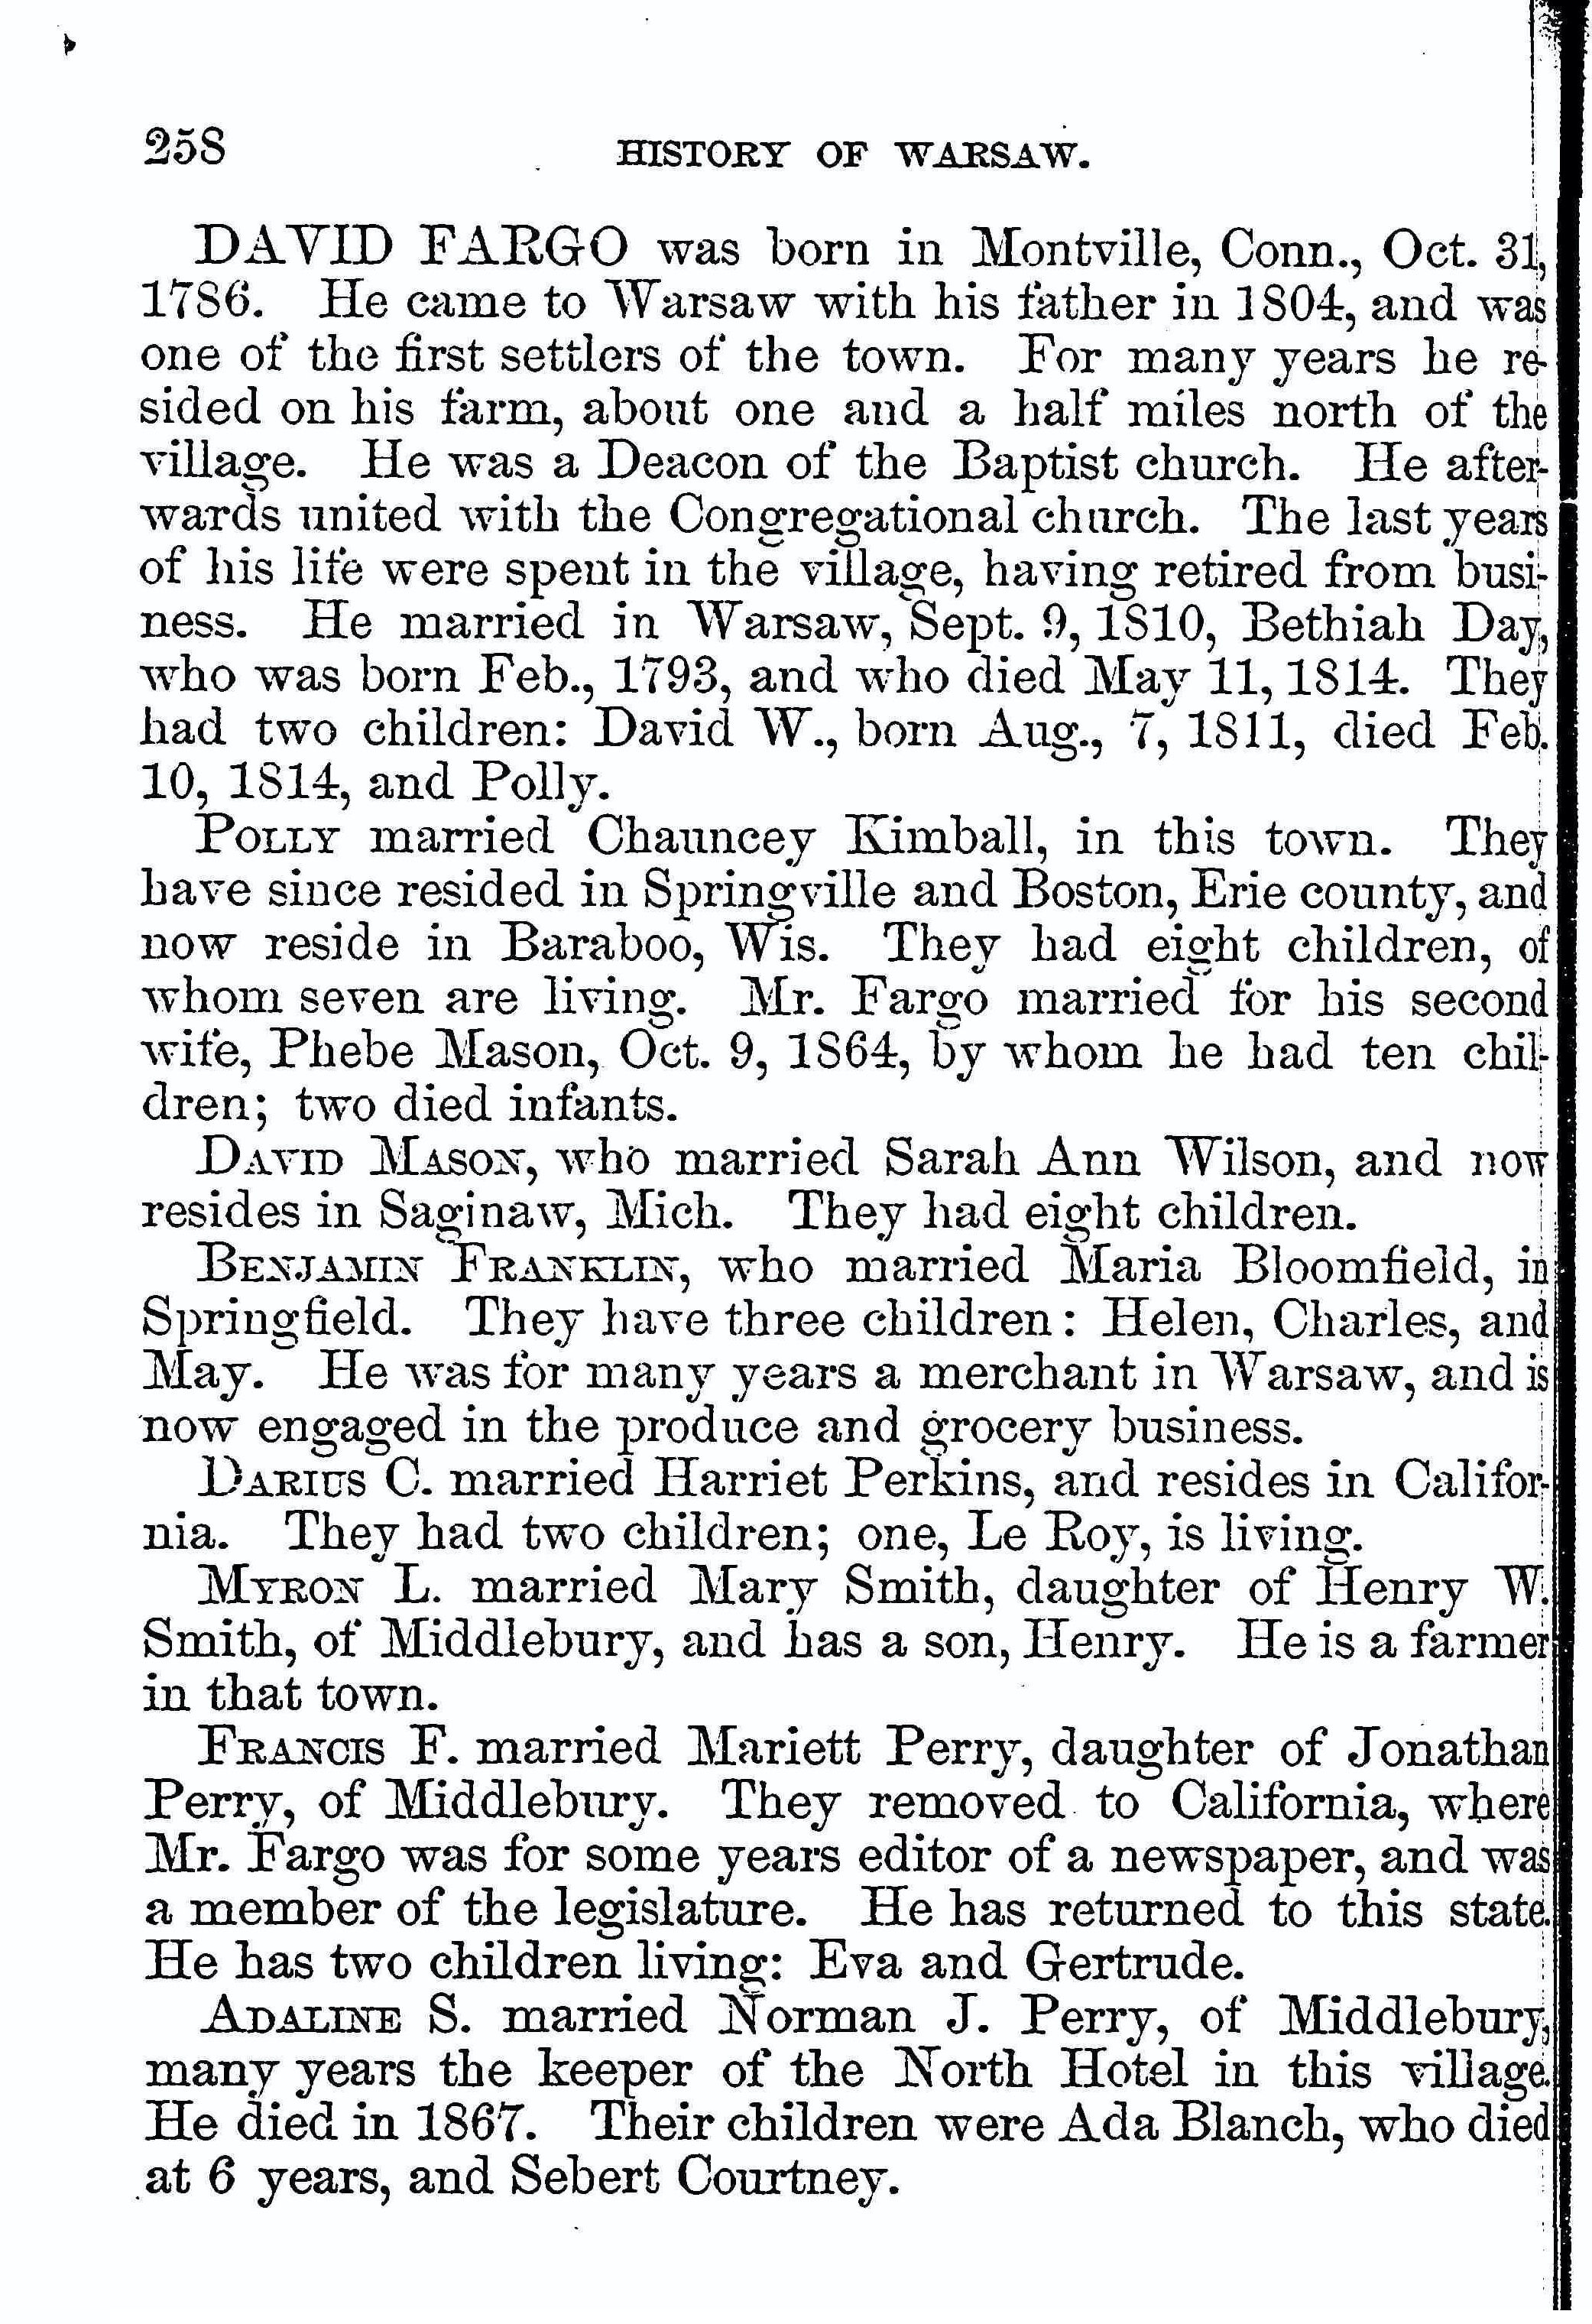 258 HISTORY OF WARSAW.
DAVID FARGO was born in Montville, Conn., Oct. 31,
1786. He came to Warsaw with his father in 1804, and was
one of the first settlers of the town. For many years he re-
sided on his farm, about one and a half miles north of the
village. He was a Deacon of the Baptist church. He after-
wards united with the Congregational church. The last years
of his life were spent in the village, having retired from busi-
ness. He married in Warsaw, Sept. 9, 1810, Bethiah Day,
who was born Feb., 1793, and who died May 11, 1814. They
had two children: David W., born Aug., 7, 1811, died Feb.
10, 1814, and Polly.
POLLY married Chauncey Kimball, in this town. They
have since resided in Springville and Boston, Erie county, and
now reside in Baraboo, Wis. They had eight children, of
whom seven are living. Mr. Fargo married for his second
wife, Phebe Mason, Oct. 9, 1864, by whom he had ten chil-
dren; two died infants.
DAVID MASON, who married Sarah Ann Wilson, and now
resides in Saginaw, Mich. They had eight children.
BENJAMIN FRANKLIN, who married Maria Bloomfield, in
Springfield. They have three children: Helen, Charles, and
May. He was for many years a merchant in Warsaw, and is
now engaged in the produce and grocery business.
DARIUS C. married Harriet Perkins, and resides in Califor-
nia. They had two children; one, Le Roy, is living.
MYRON L. married Mary Smith, daughter of Henry W.
Smith, of Middlebury, and has a son, Henry. He is a farmer
in that town.
FRANCIS F. married Mariett Perry, daughter of Jonathan
Perry, of Middlebury. They removed to California, where
Mr. Fargo was for some years editor of a newspaper, and was
a member of the legislature. He has returned to this state.
He has two children living: Eva and Gertrude.
ADALINE S. married Norman J. Perry, of Middlebury,
many years the keeper of the North Hotel in this village.
He died in 1867. Their children were Ada Blanch, who died
at 6 years, and Sebert Courtney.